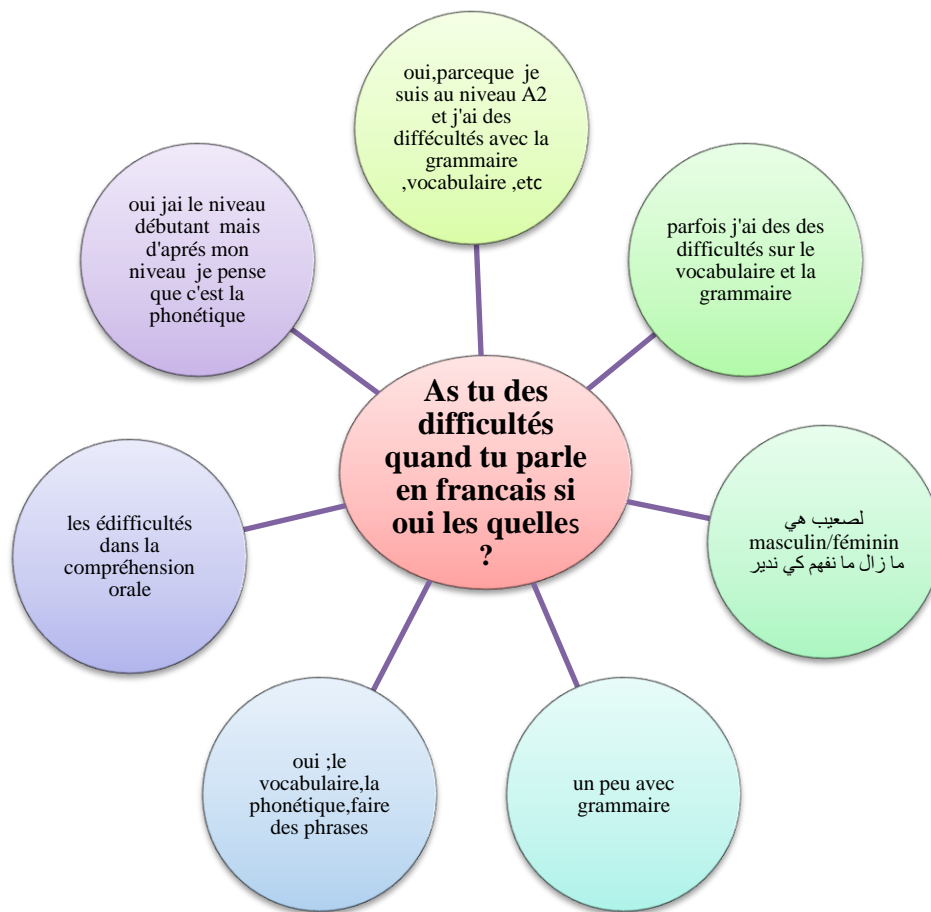 oui,parceque je
suis au niveau A2
et j'ai des
diffécultés avec la
grammaire
,vocabulaire ,etc
oui jai le niveau
débutant mais
d'aprés mon
niveau je pense
que c'est la
phonétique
parfois j'ai des des
difficultés sur le
vocabulaire et la
grammaire
As tu des
difficultés
quand tu parle
en francais si
oui les quelles
?
les édifficultés
dans la
compréhension
orale
لصعيب هي
masculin/féminin
ما زال ما نفهم كي ندير
oui ;le
vocabulaire,la
phonétique,faire
des phrases
un peu avec
grammaire